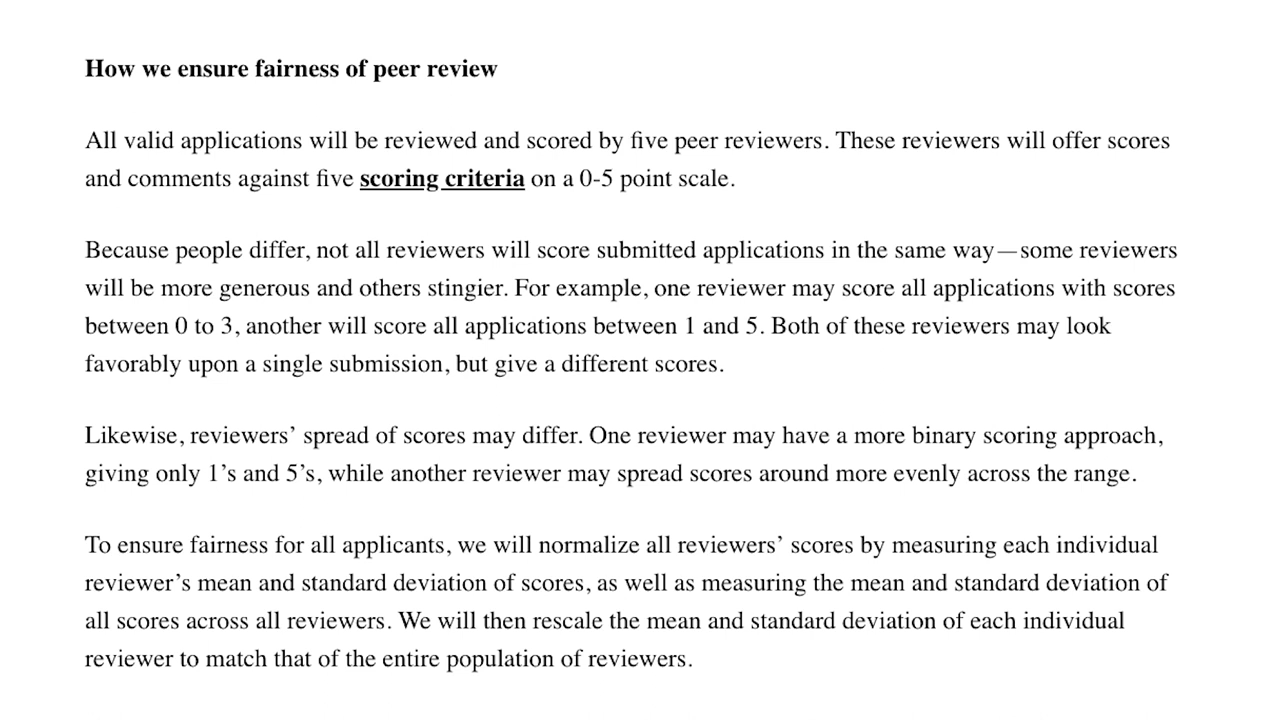 How we ensure fairness of peer review
All valid applications will be reviewed and scored by five peer reviewers. These reviewers will offer scores
and comments against five scoring criteria on a 0-5 point scale.
Because people differ, not all reviewers will score submitted applications in the same way—some reviewers
will be more generous and others stingier. For example, one reviewer may score all applications with scores
between 0 to 3, another will score all applications between 1 and 5. Both of these reviewers may look
favorably upon a single submission, but give a different scores.
Likewise, reviewers’ spread of scores may differ. One reviewer may have a more binary scoring approach,
giving only 1’s and 5’s, while another reviewer may spread scores around more evenly across the range.
To ensure fairness for all applicants, we will normalize all reviewers’ scores by measuring each individual
reviewer’s mean and standard deviation of scores, as well as measuring the mean and standard deviation of
all scores across all reviewers. We will then rescale the mean and standard deviation of each individual
reviewer to match that of the entire population of reviewers.